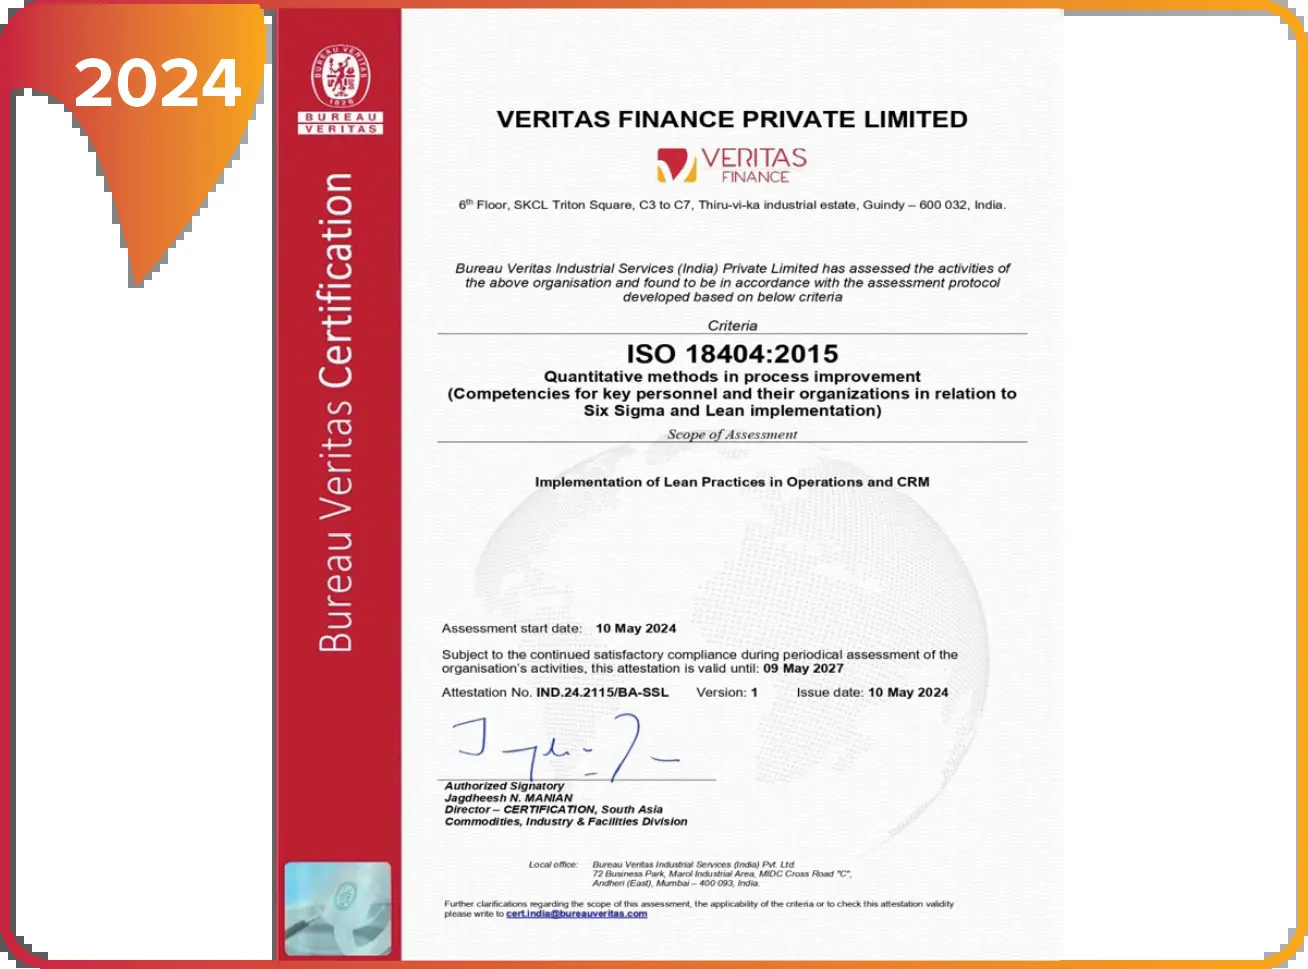 2024
BUREAU VERITAS
1828
BUREAU
VERITAS
Bureau Veritas Certification
VERITAS FINANCE PRIVATE LIMITED
VERITAS
FINANCE
6th Floor, SKCL Triton Square, C3 to C7, Thiru-vi-ka industrial estate, Guindy – 600 032, India.
Bureau Veritas Industrial Services (India) Private Limited has assessed the activities of
the above organisation and found to be in accordance with the assessment protocol
developed based on below criteria
Criteria
ISO 18404:2015
Quantitative methods in process improvement
(Competencies for key personnel and their organizations in relation to
Six Sigma and Lean implementation)
Scope of Assessment
Implementation of Lean Practices in Operations and CRM
Assessment start date: 10 May 2024
Subject to the continued satisfactory compliance during periodical assessment of the
organisation's activities, this attestation is valid until: 09 May 2027
Attestation No. IND.24.2115/BA-SSL Version: 1 Issue date: 10 May 2024
Authorized Signatory
Jagdheesh N. MANIAN
Director – CERTIFICATION, South Asia
Commodities, Industry & Facilities Division
Local office: Bureau Veritas Industrial Services (India) Pvt. Ltd.
72 Business Park, Marol Industrial Area, MIDC Cross Road "C",
Andheri (East), Mumbai – 400 093, India.
Further clarifications regarding the scope of this assessment, the applicability of the criteria or to check this attestation validity
please write to cert.india@bureauveritas.com